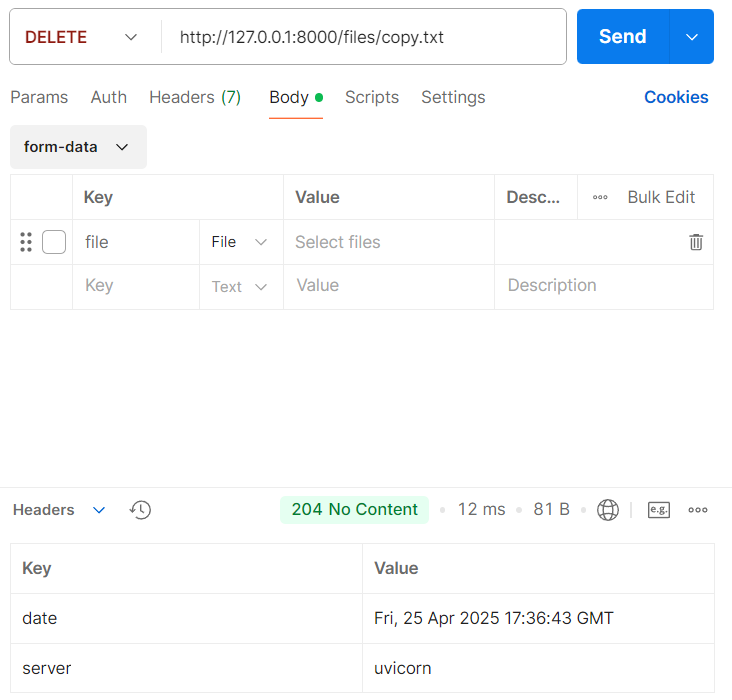 DELETE http://127.0.0.1:8000/files/copy.txt Send
Params Auth Headers (7) Body Scripts Settings Cookies
form-data
Key Value Desc... Bulk Edit
file File Select files
Key Text Value Description
Headers 204 No Content 12 ms 81 B e.g.
Key Value
date Fri, 25 Apr 2025 17:36:43 GMT
server uvicorn